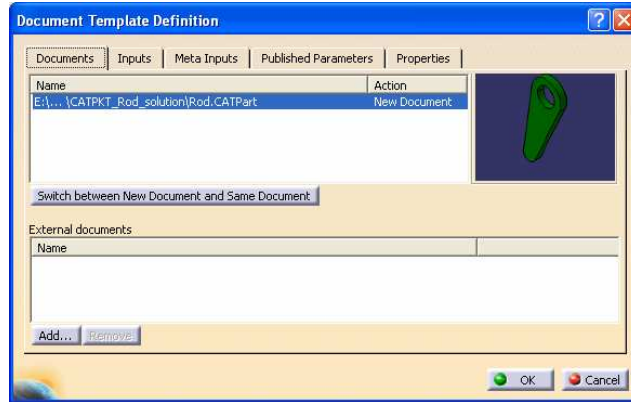 Document Template Definition
Documents Inputs Meta Inputs Published Parameters Properties
Name Action
E:\... \CATPKT_Rod_solution\Rod.CATPart New Document
Switch between New Document and Same Document
External documents
Name
Add... Remove
OK Cancel